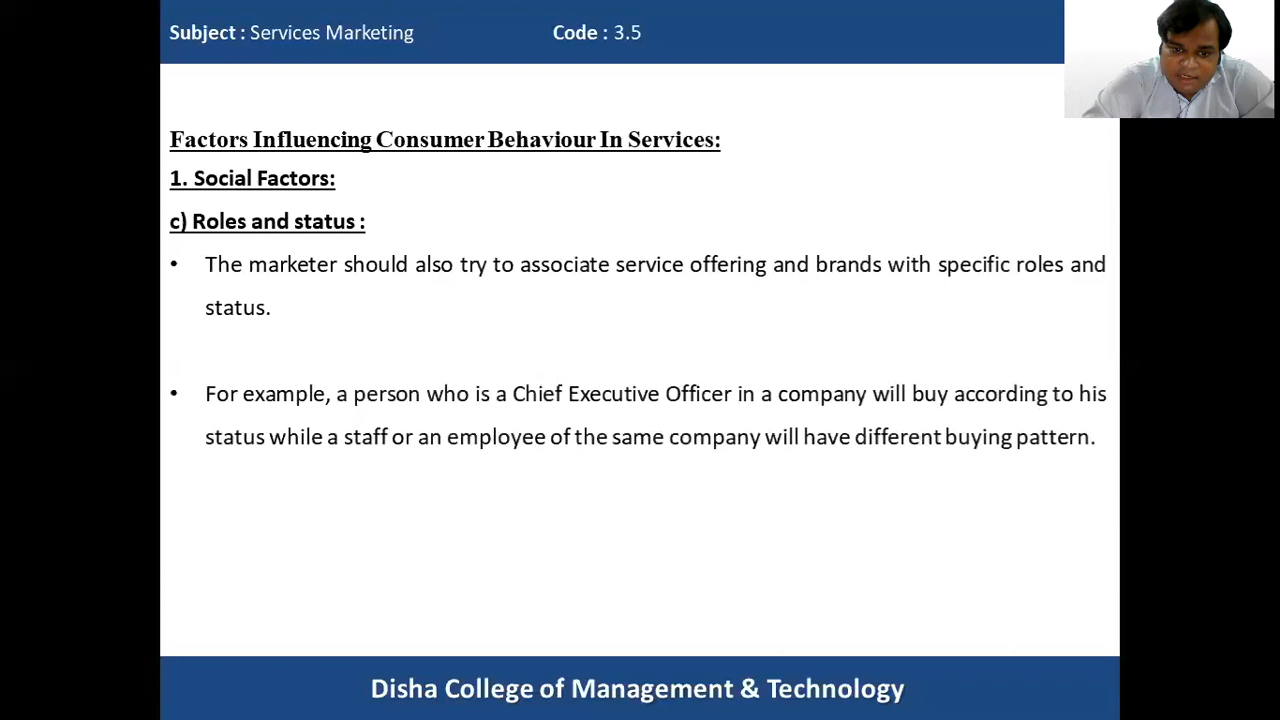 Subject : Services Marketing Code : 3.5
Factors Influencing Consumer Behaviour In Services:
1. Social Factors:
c) Roles and status :
• The marketer should also try to associate service offering and brands with specific roles and
status.
• For example, a person who is a Chief Executive Officer in a company will buy according to his
status while a staff or an employee of the same company will have different buying pattern.
Disha College of Management & Technology